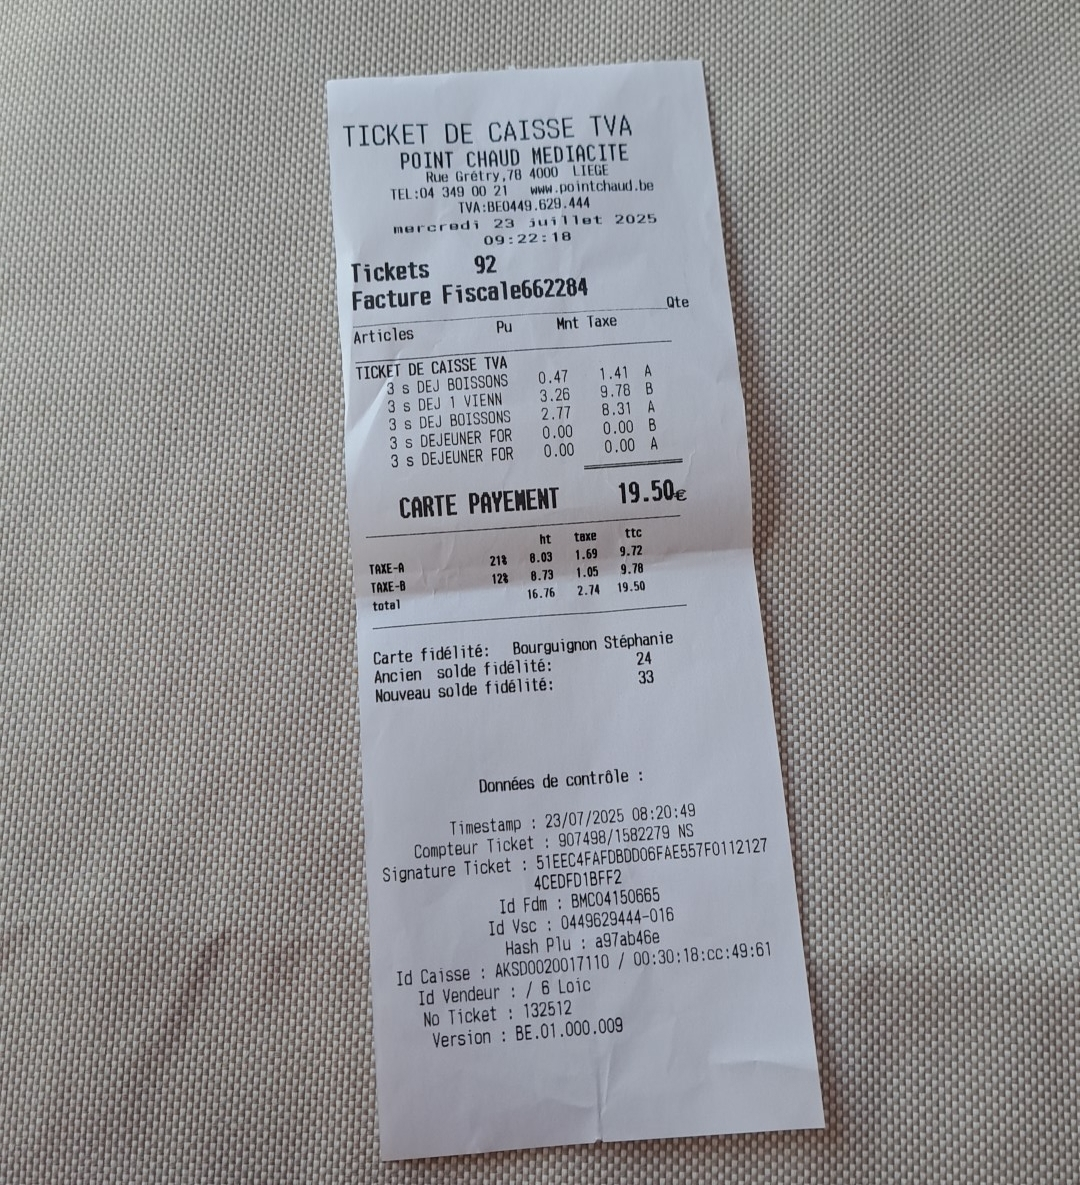 TICKET DE CAISSE TVA
POINT CHAUD MEDIACITE
Rue Grétry,78 4000 LIEGE
TEL:04 349 00 21 www.pointchaud.be
TVA:BE0449.629.444
mercredi 23 juillet 2025
09:22:18
Tickets 92
Facture Fiscale662284
Qte
Articles Pu Mnt Taxe
TICKET DE CAISSE TVA
3 s DEJ BOISSONS 0.47 1.41 A
3 s DEJ 1 VIENN 3.26 9.78 B
3 s DEJ BOISSONS 2.77 8.31 A
3 s DEJEUNER FOR 0.00 0.00 B
3 s DEJEUNER FOR 0.00 0.00 A
CARTE PAYEMENT 19.50€
ht taxe ttc
TAXE-A 21% 8.03 1.69 9.72
TAXE-B 12% 8.73 1.05 9.78
total 16.76 2.74 19.50
Carte fidélité: Bourguignon Stéphanie
Ancien solde fidélité: 24
Nouveau solde fidélité: 33
Données de contrôle :
Timestamp : 23/07/2025 08:20:49
Compteur Ticket : 907498/1582279 NS
Signature Ticket : 51EEC4FAFDBDD06FAE557F0112127
4CEDFD1BFF2
Id Fdm : BMC04150665
Id Vsc : 0449629444-016
Hash Plu : a97ab46e
Id Caisse : AKSD0020017110 / 00:30:18:cc:49:61
Id Vendeur : / 6 Loic
No Ticket : 132512
Version : BE.01.000.009